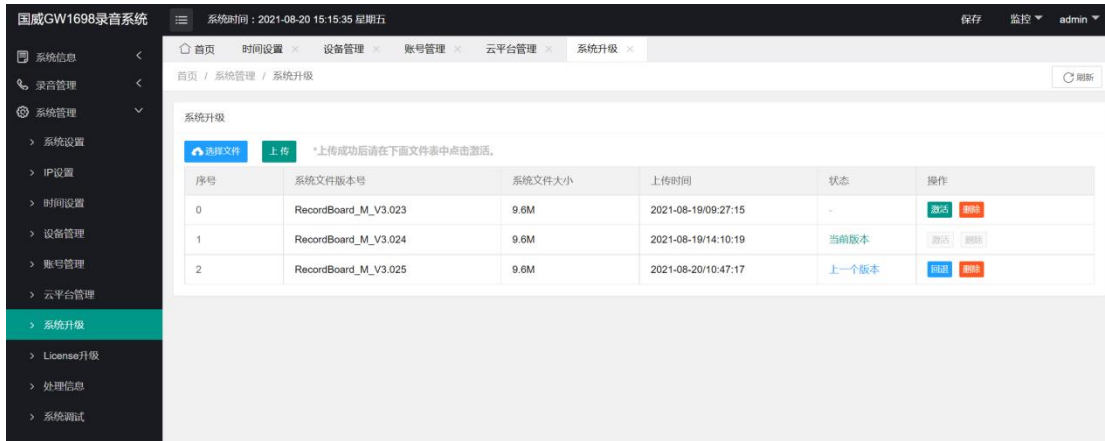 国威GW1698录音系统
系统时间：2021-08-20 15:15:35 星期五
保存 监控 admin
系统信息
录音管理
系统管理
系统设置
IP设置
时间设置
设备管理
账号管理
云平台管理
系统升级
License升级
处理信息
系统调试
首页 时间设置 设备管理 账号管理 云平台管理 系统升级
首页 / 系统管理 / 系统升级
刷新
系统升级
选择文件 上传 *上传成功后请在下面文件表中点击激活。
序号 系统文件版本号 系统文件大小 上传时间 状态 操作
0 RecordBoard_M_V3.023 9.6M 2021-08-19/09:27:15 - 激活 删除
1 RecordBoard_M_V3.024 9.6M 2021-08-19/14:10:19 当前版本 激活 删除
2 RecordBoard_M_V3.025 9.6M 2021-08-20/10:47:17 上一个版本 回退 删除